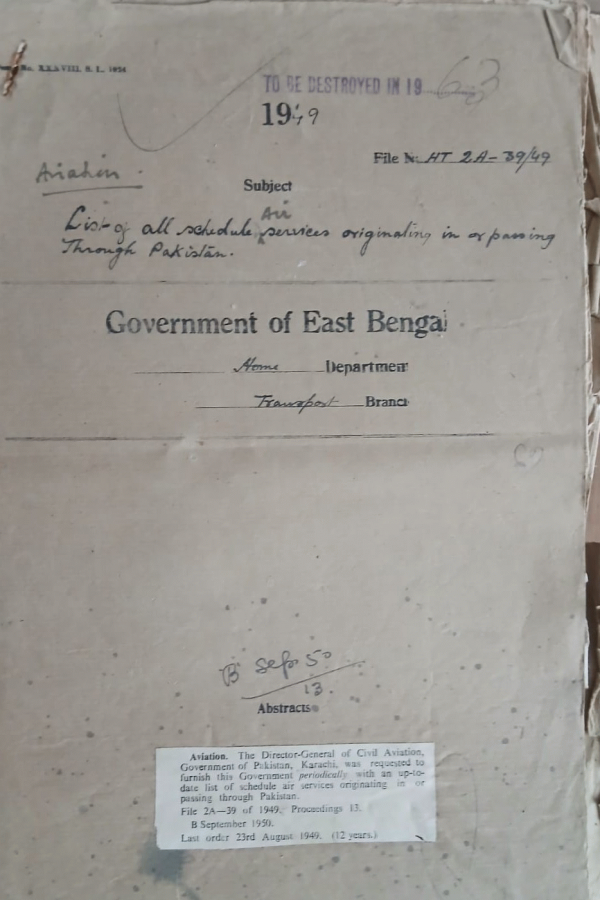 No. XXXVIII, B. L., 1934
TO BE DESTROYED IN 19 63
1949
File No. HT 2A-39/49
Aviation.
Subject
List of all schedule Air services originating in or passing
Through Pakistan.
Government of East Bengal
Home Department
Transport Branch
B Sep 50
13.
Abstracts
Aviation. The Director-General of Civil Aviation,
Government of Pakistan, Karachi, was requested to
furnish this Government periodically with an up-to-
date list of schedule air services originating in or
passing through Pakistan.
File 2A—39 of 1949, Proceedings 13.
B September 1950.
Last order 23rd August 1949. (12 years.)